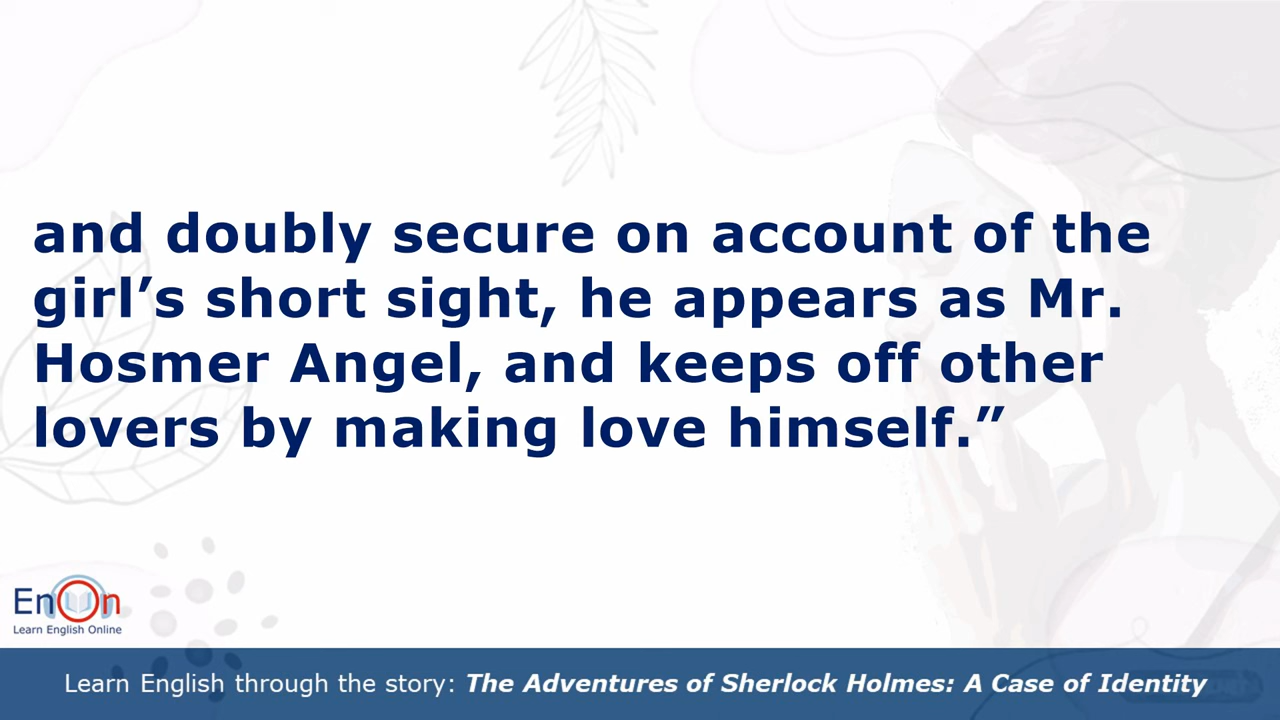 and doubly secure on account of the
girl’s short sight, he appears as Mr.
Hosmer Angel, and keeps off other
lovers by making love himself.”
EnOn
Learn English Online
Learn English through the story: The Adventures of Sherlock Holmes: A Case of Identity